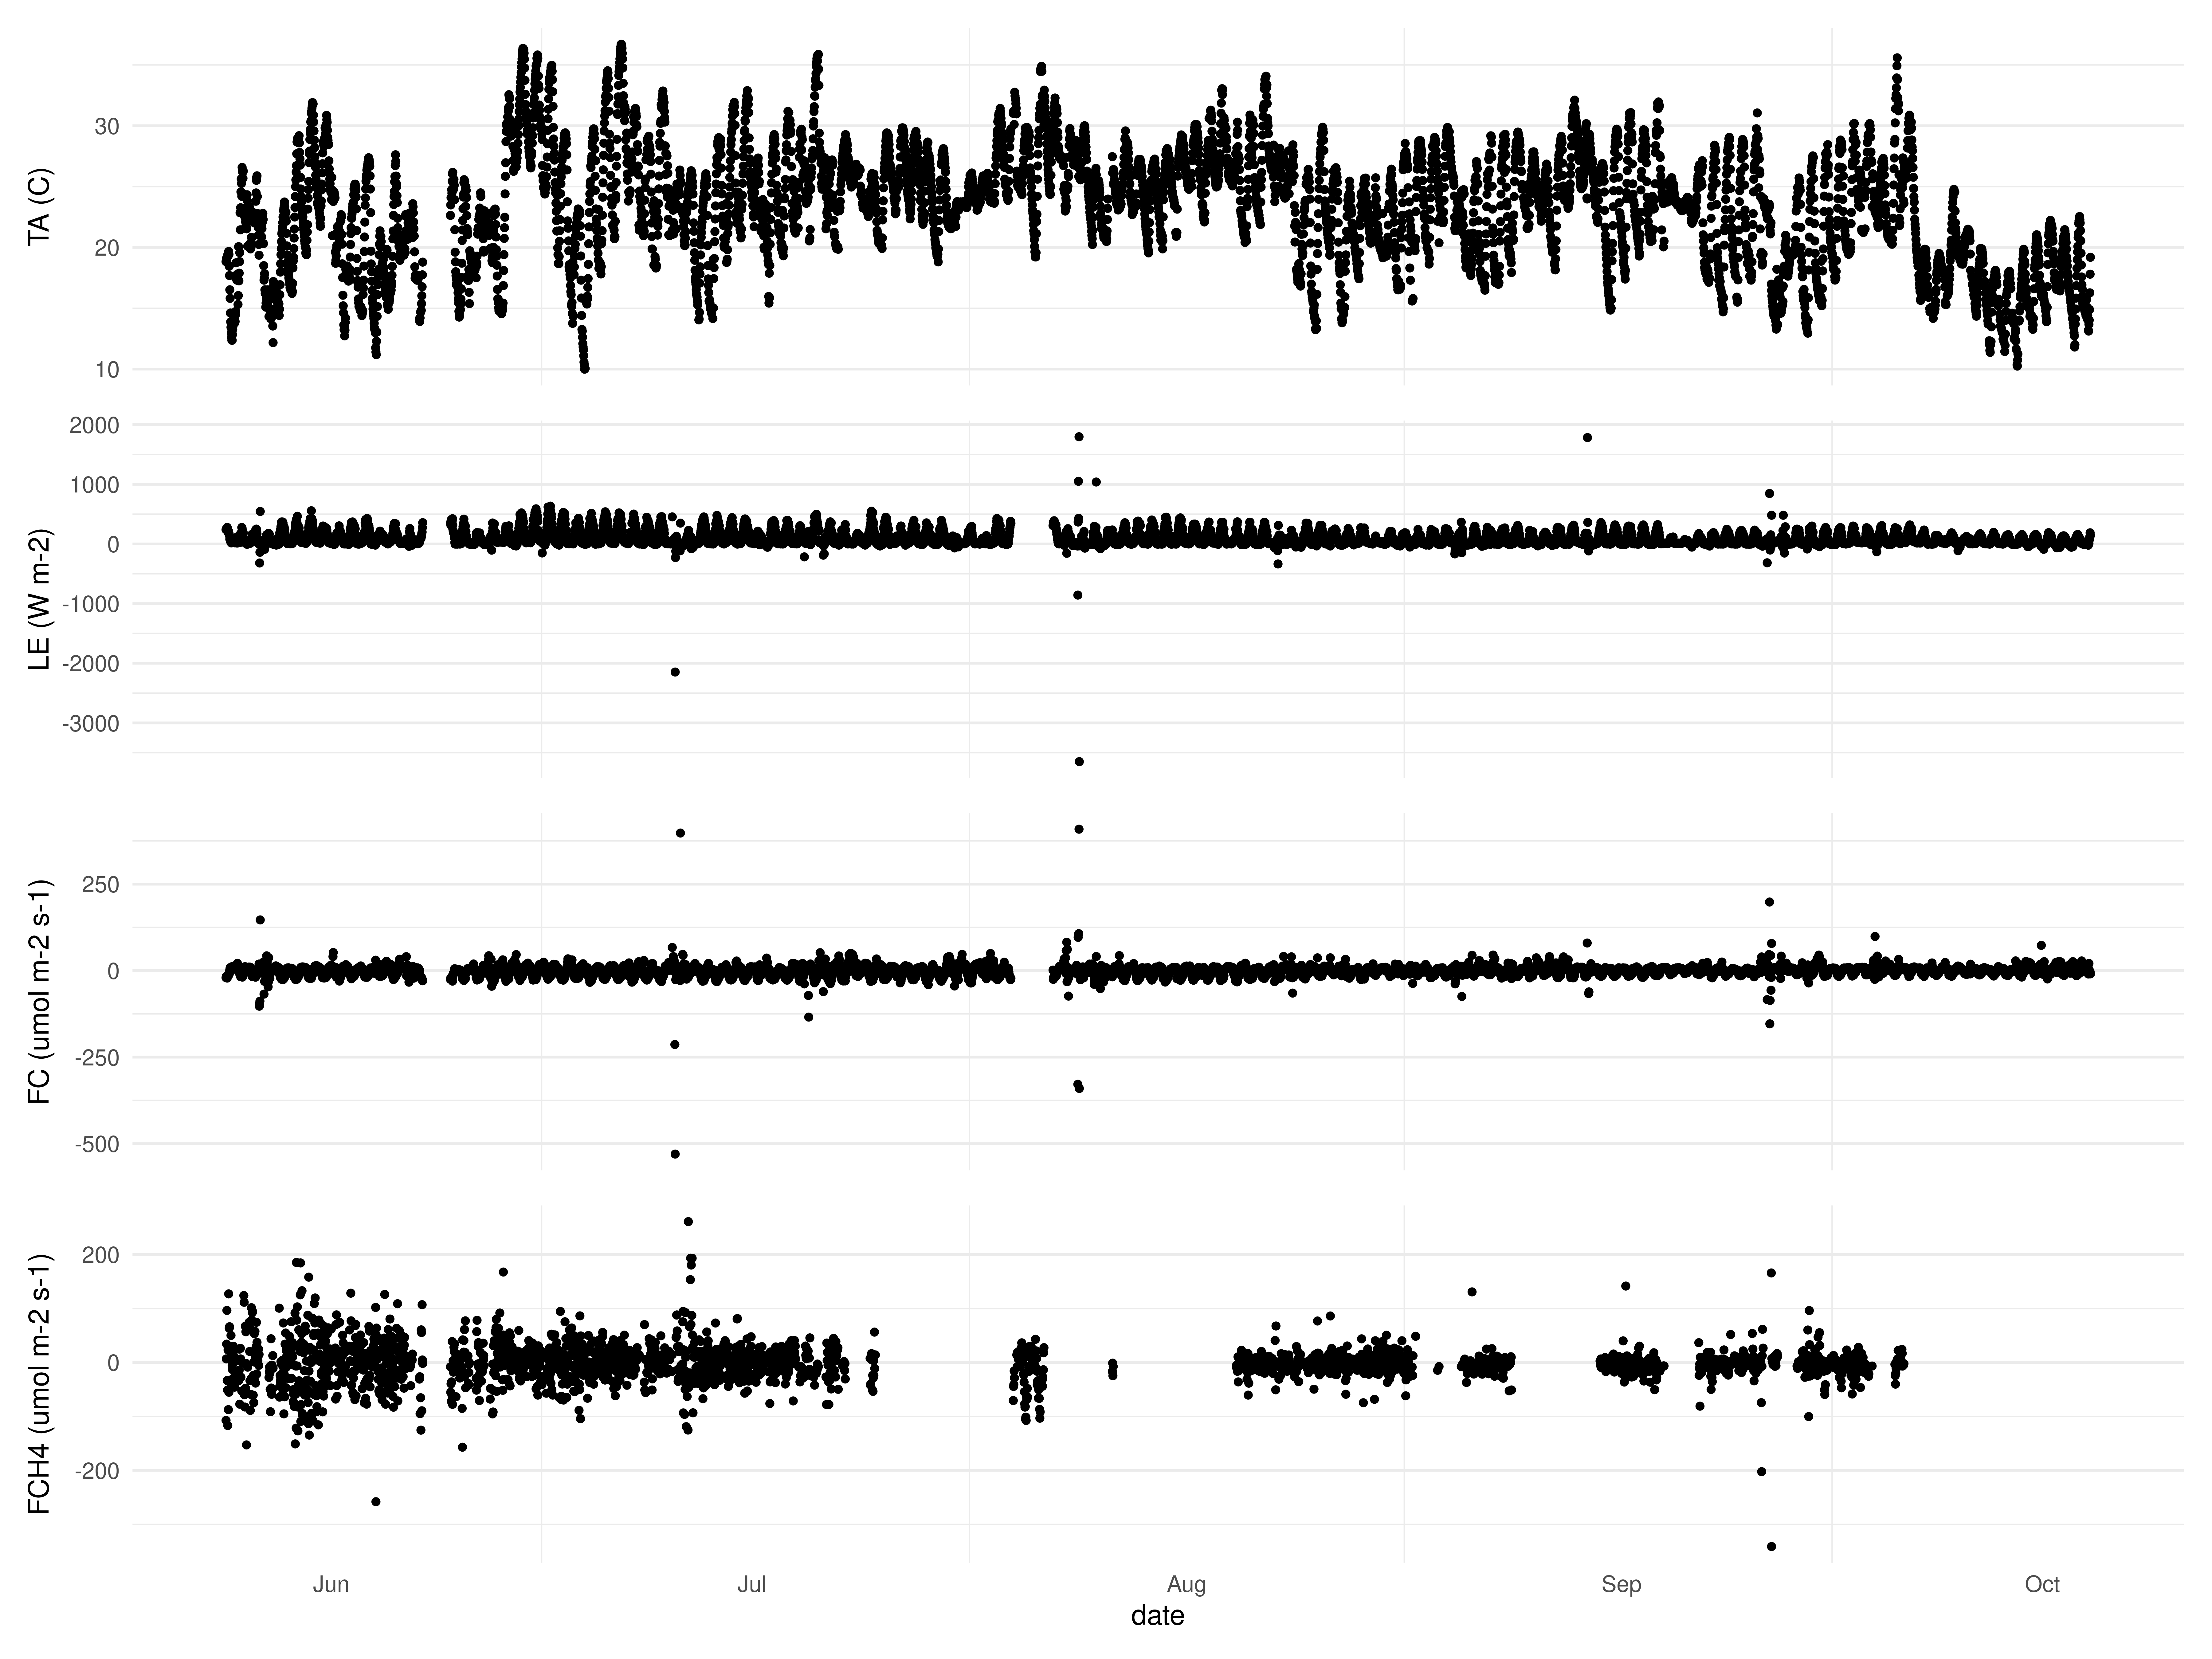 TA (C)
30
20
10
LE (W m-2)
2000
1000
0
-1000
-2000
-3000
FC (umol m-2 s-1)
250
0
-250
-500
FCH4 (umol m-2 s-1)
200
0
-200
Jun Jul Aug Sep Oct
date